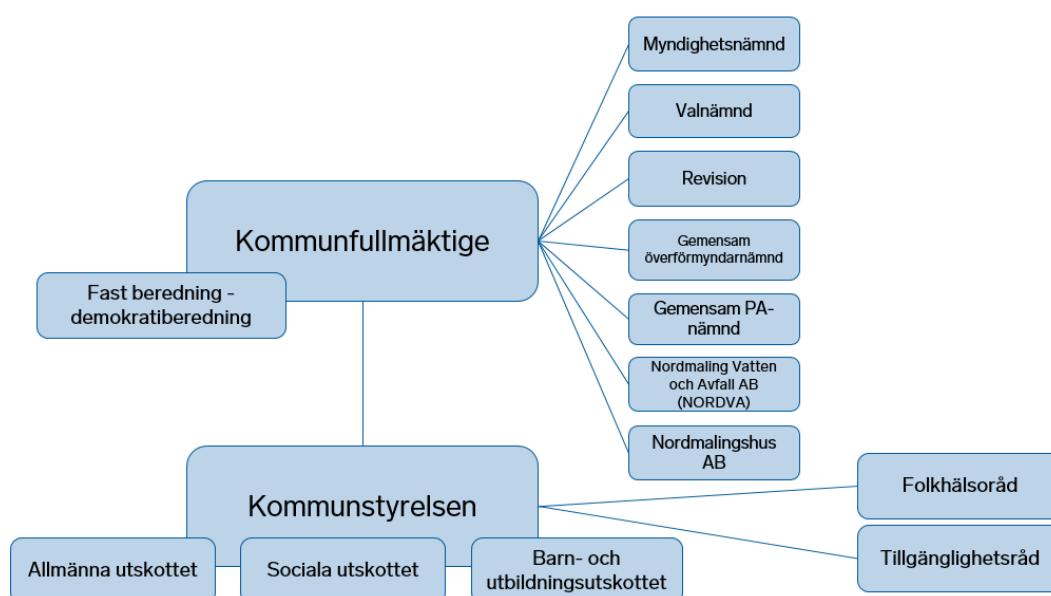 Myndighetsnämnd
Valnämnd
Revision
Kommunfullmäktige
Gemensam
överförmyndarnämnd
Fast beredning -
demokratiberedning
Gemensam PA-
nämnd
Nordmaling Vatten
och Avfall AB
(NORDVA)
Nordmalingshus
AB
Kommunstyrelsen
Folkhälsoråd
Tillgänglighetsråd
Allmänna utskottet
Sociala utskottet
Barn- och
utbildningsutskottet